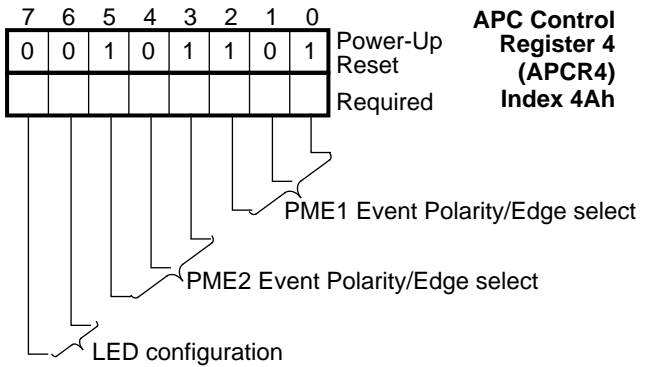 7 6 5 4 3 2 1 0
APC Control
Register 4
(APCR4)
Index 4Ah
0 0 1 0 1 1 0 1
Power-Up
Reset
Required
PME1 Event Polarity/Edge select
PME2 Event Polarity/Edge select
LED configuration